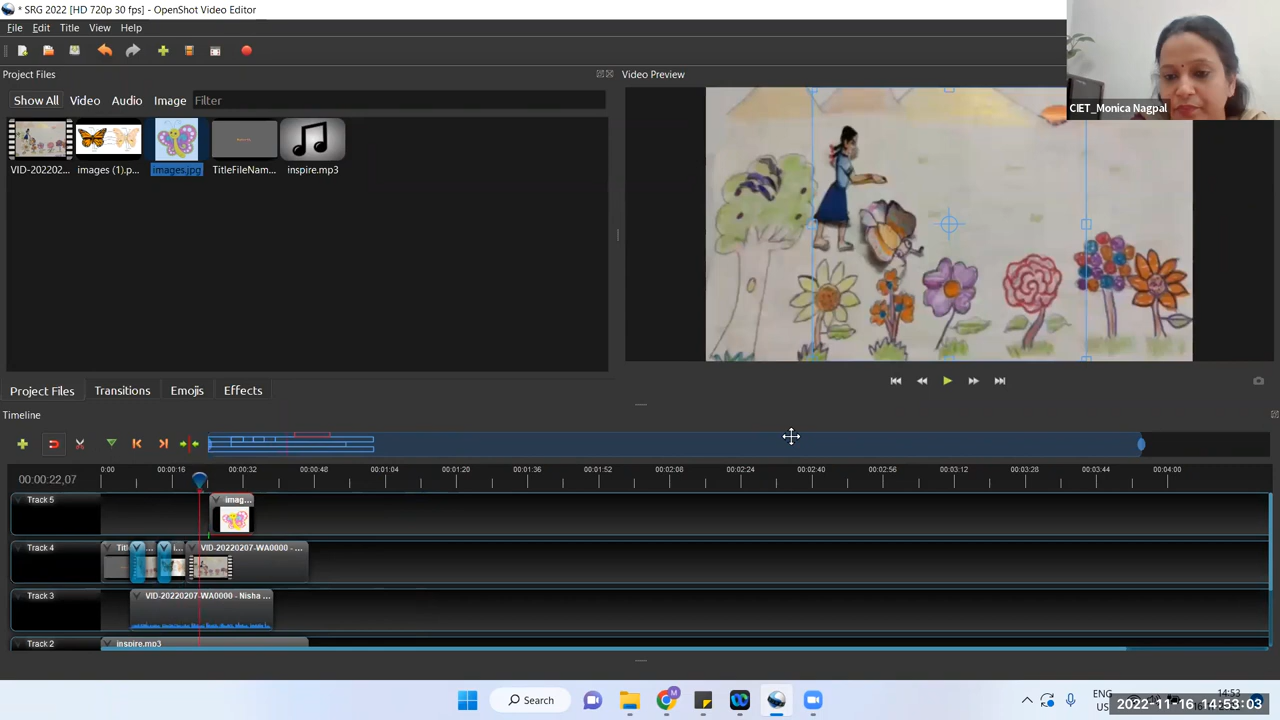 * SRG 2022 [HD 720p 30 fps] - OpenShot Video Editor
File Edit Title View Help
Project Files
Video Preview
CIET_Monica Nagpal
Show All Video Audio Image Filter
VID-202202... images (1).p... images.jpg TitleFileNam... inspire.mp3
Project Files Transitions Emojis Effects
Timeline
00:00:22,07
0:00 00:00:16 00:00:32 00:00:48 00:01:04 00:01:20 00:01:36 00:01:52 00:02:08 00:02:24 00:02:40 00:02:56 00:03:12 00:03:28 00:03:44 00:04:00
Track 5 imag...
Track 4 Titl ... i... VID-20220207-WA0000 - ...
Track 3 VID-20220207-WA0000 - Nisha ...
Track 2 inspire.mp3
Search
M
ENG
US
14:53
2022-11-16 14:53:03